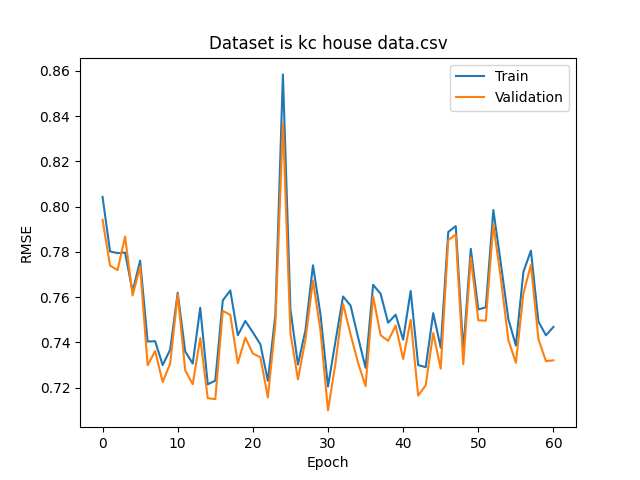 Dataset is kc house data.csv
Train
Validation
RMSE
0.86
0.84
0.82
0.80
0.78
0.76
0.74
0.72
0 10 20 30 40 50 60
Epoch